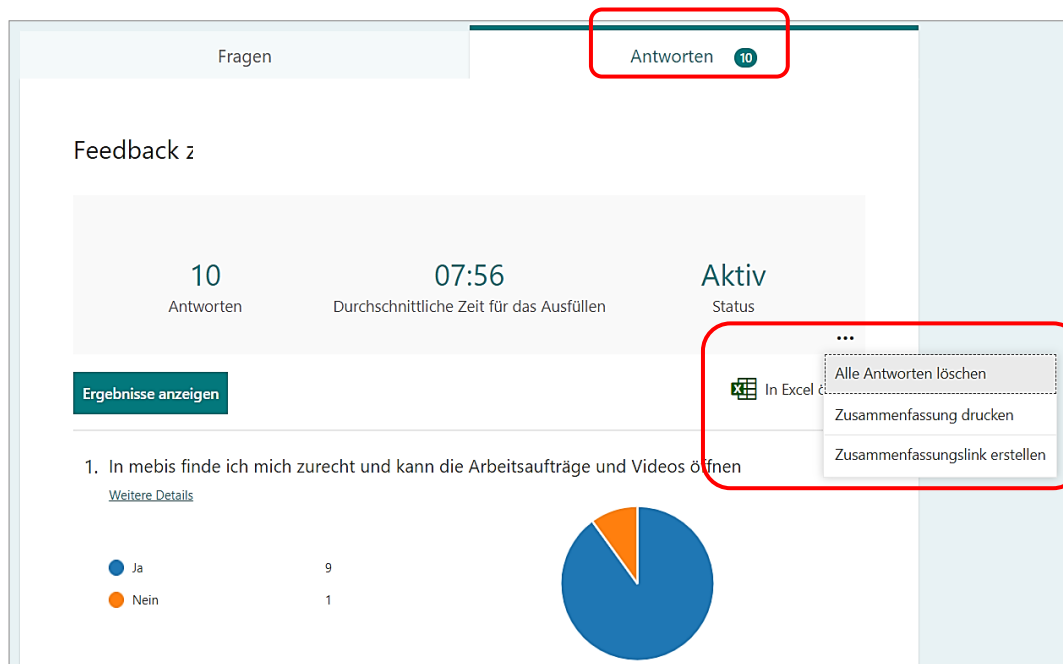 Fragen
Antworten 10
Feedback
10
Antworten
07:56
Durchschnittliche Zeit für das Ausfüllen
Aktiv
Status
Ergebnisse anzeigen
In Excel
Alle Antworten löschen
Zusammenfassung drucken
Zusammenfassungslink erstellen
1. In mebis finde ich mich zurecht und kann die Arbeitsaufträge und Videos öffnen
Weitere Details
Ja 9
Nein 1